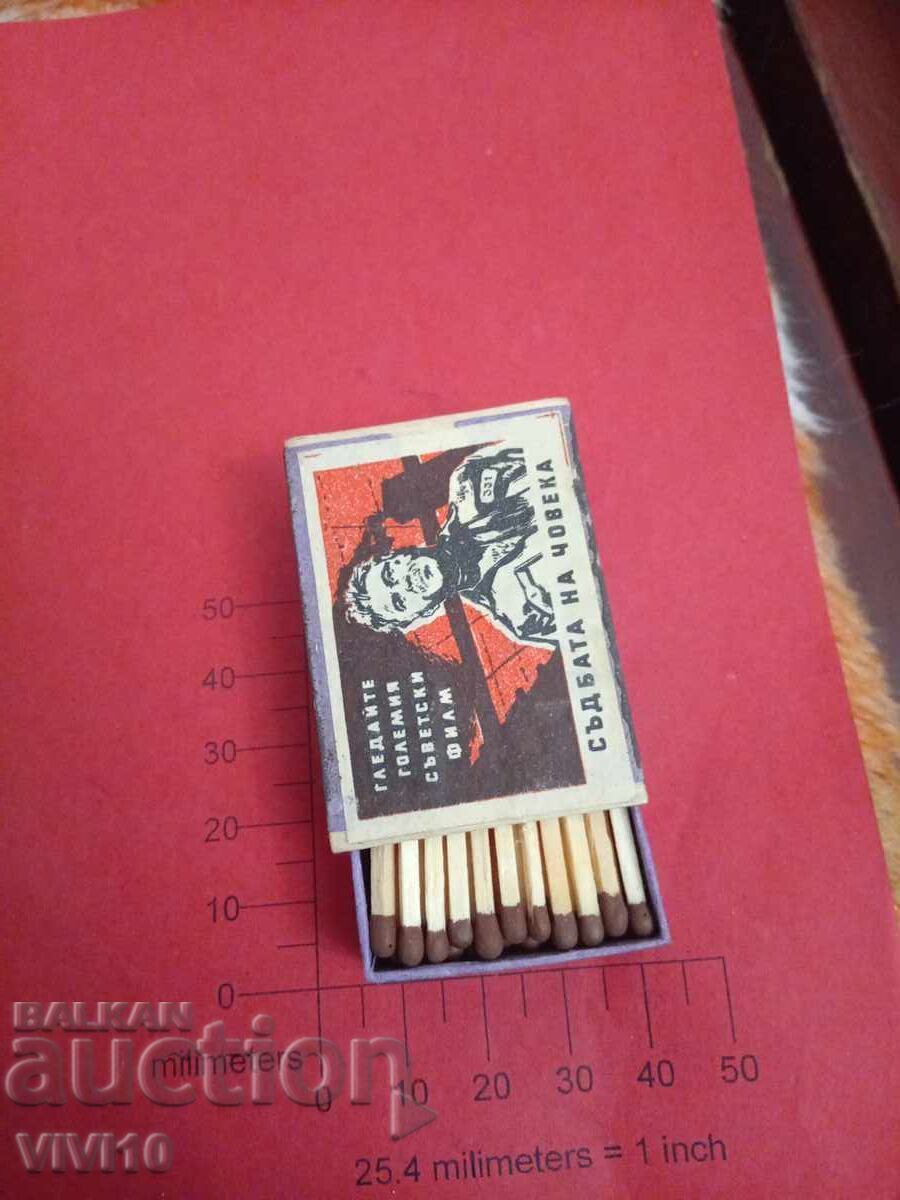 ГЛЕДАЙТЕ
ГОЛЕМИЯ
СЪВЕТСКИ
ФИЛМ
331
СЪДБАТА НА ЧОВЕКА
50
40
30
20
10
0
milimeters
0 10 20 30 40 50
25.4 milimeters = 1 inch
BALKAN
auction
VIVI10